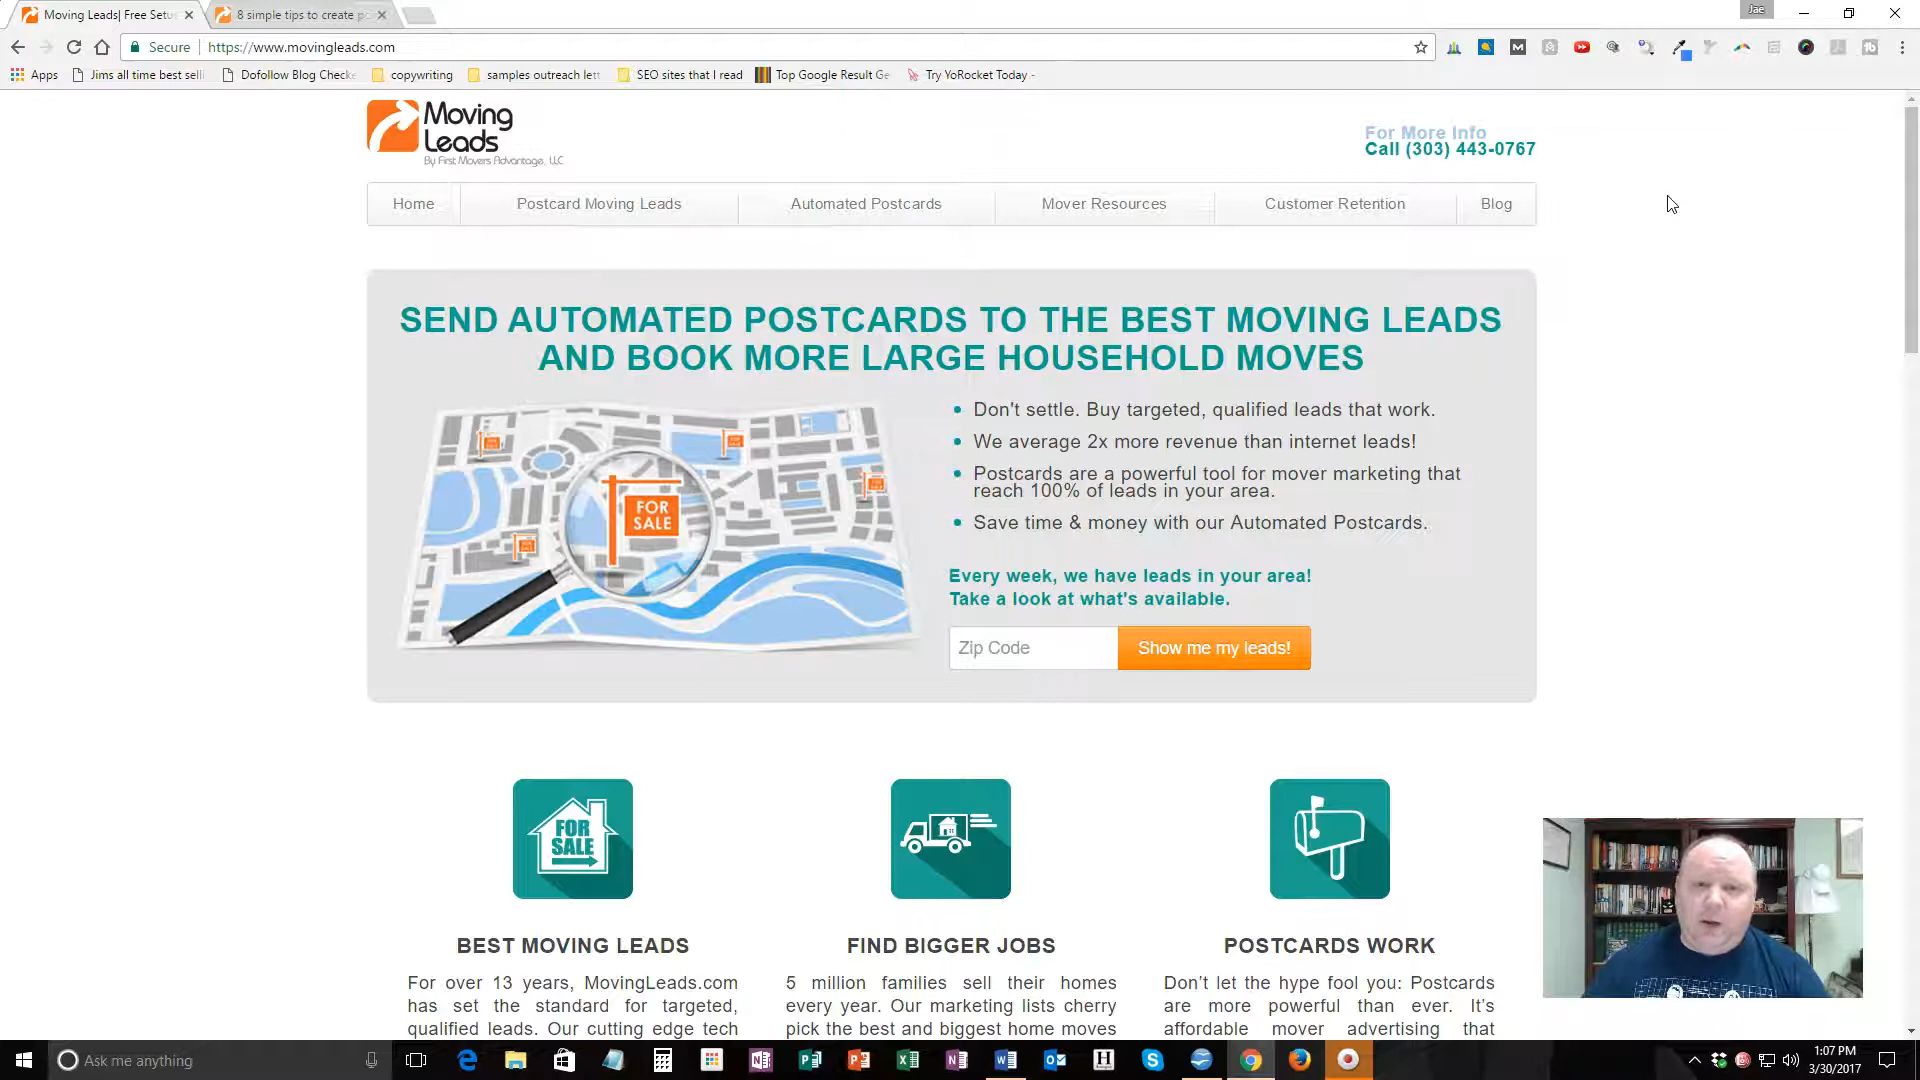 Moving Leads| Free Setu
8 simple tips to create p
Jae
Secure
https://www.movingleads.com
Apps
Jims all time best sell
Dofollow Blog Check
copywriting
samples outreach lett
SEO sites that I read
Top Google Result Ge
Try YoRocket Today -
Moving
Leads
By First Movers Advantage, LLC
For More Info
Call (303) 443-0767
Home
Postcard Moving Leads
Automated Postcards
Mover Resources
Customer Retention
Blog
SEND AUTOMATED POSTCARDS TO THE BEST MOVING LEADS
AND BOOK MORE LARGE HOUSEHOLD MOVES
FOR
SALE
Don't settle. Buy targeted, qualified leads that work.
We average 2x more revenue than internet leads!
Postcards are a powerful tool for mover marketing that
reach 100% of leads in your area.
Save time & money with our Automated Postcards.
Every week, we have leads in your area!
Take a look at what's available.
Zip Code
Show me my leads!
FOR
SALE
BEST MOVING LEADS
For over 13 years, MovingLeads.com
has set the standard for targeted,
qualified leads. Our cutting edge tech
FIND BIGGER JOBS
5 million families sell their homes
every year. Our marketing lists cherry
pick the best and biggest home moves
POSTCARDS WORK
Don’t let the hype fool you: Postcards
are more powerful than ever. It’s
affordable mover advertising that
Ask me anything
1:07 PM
3/30/2017